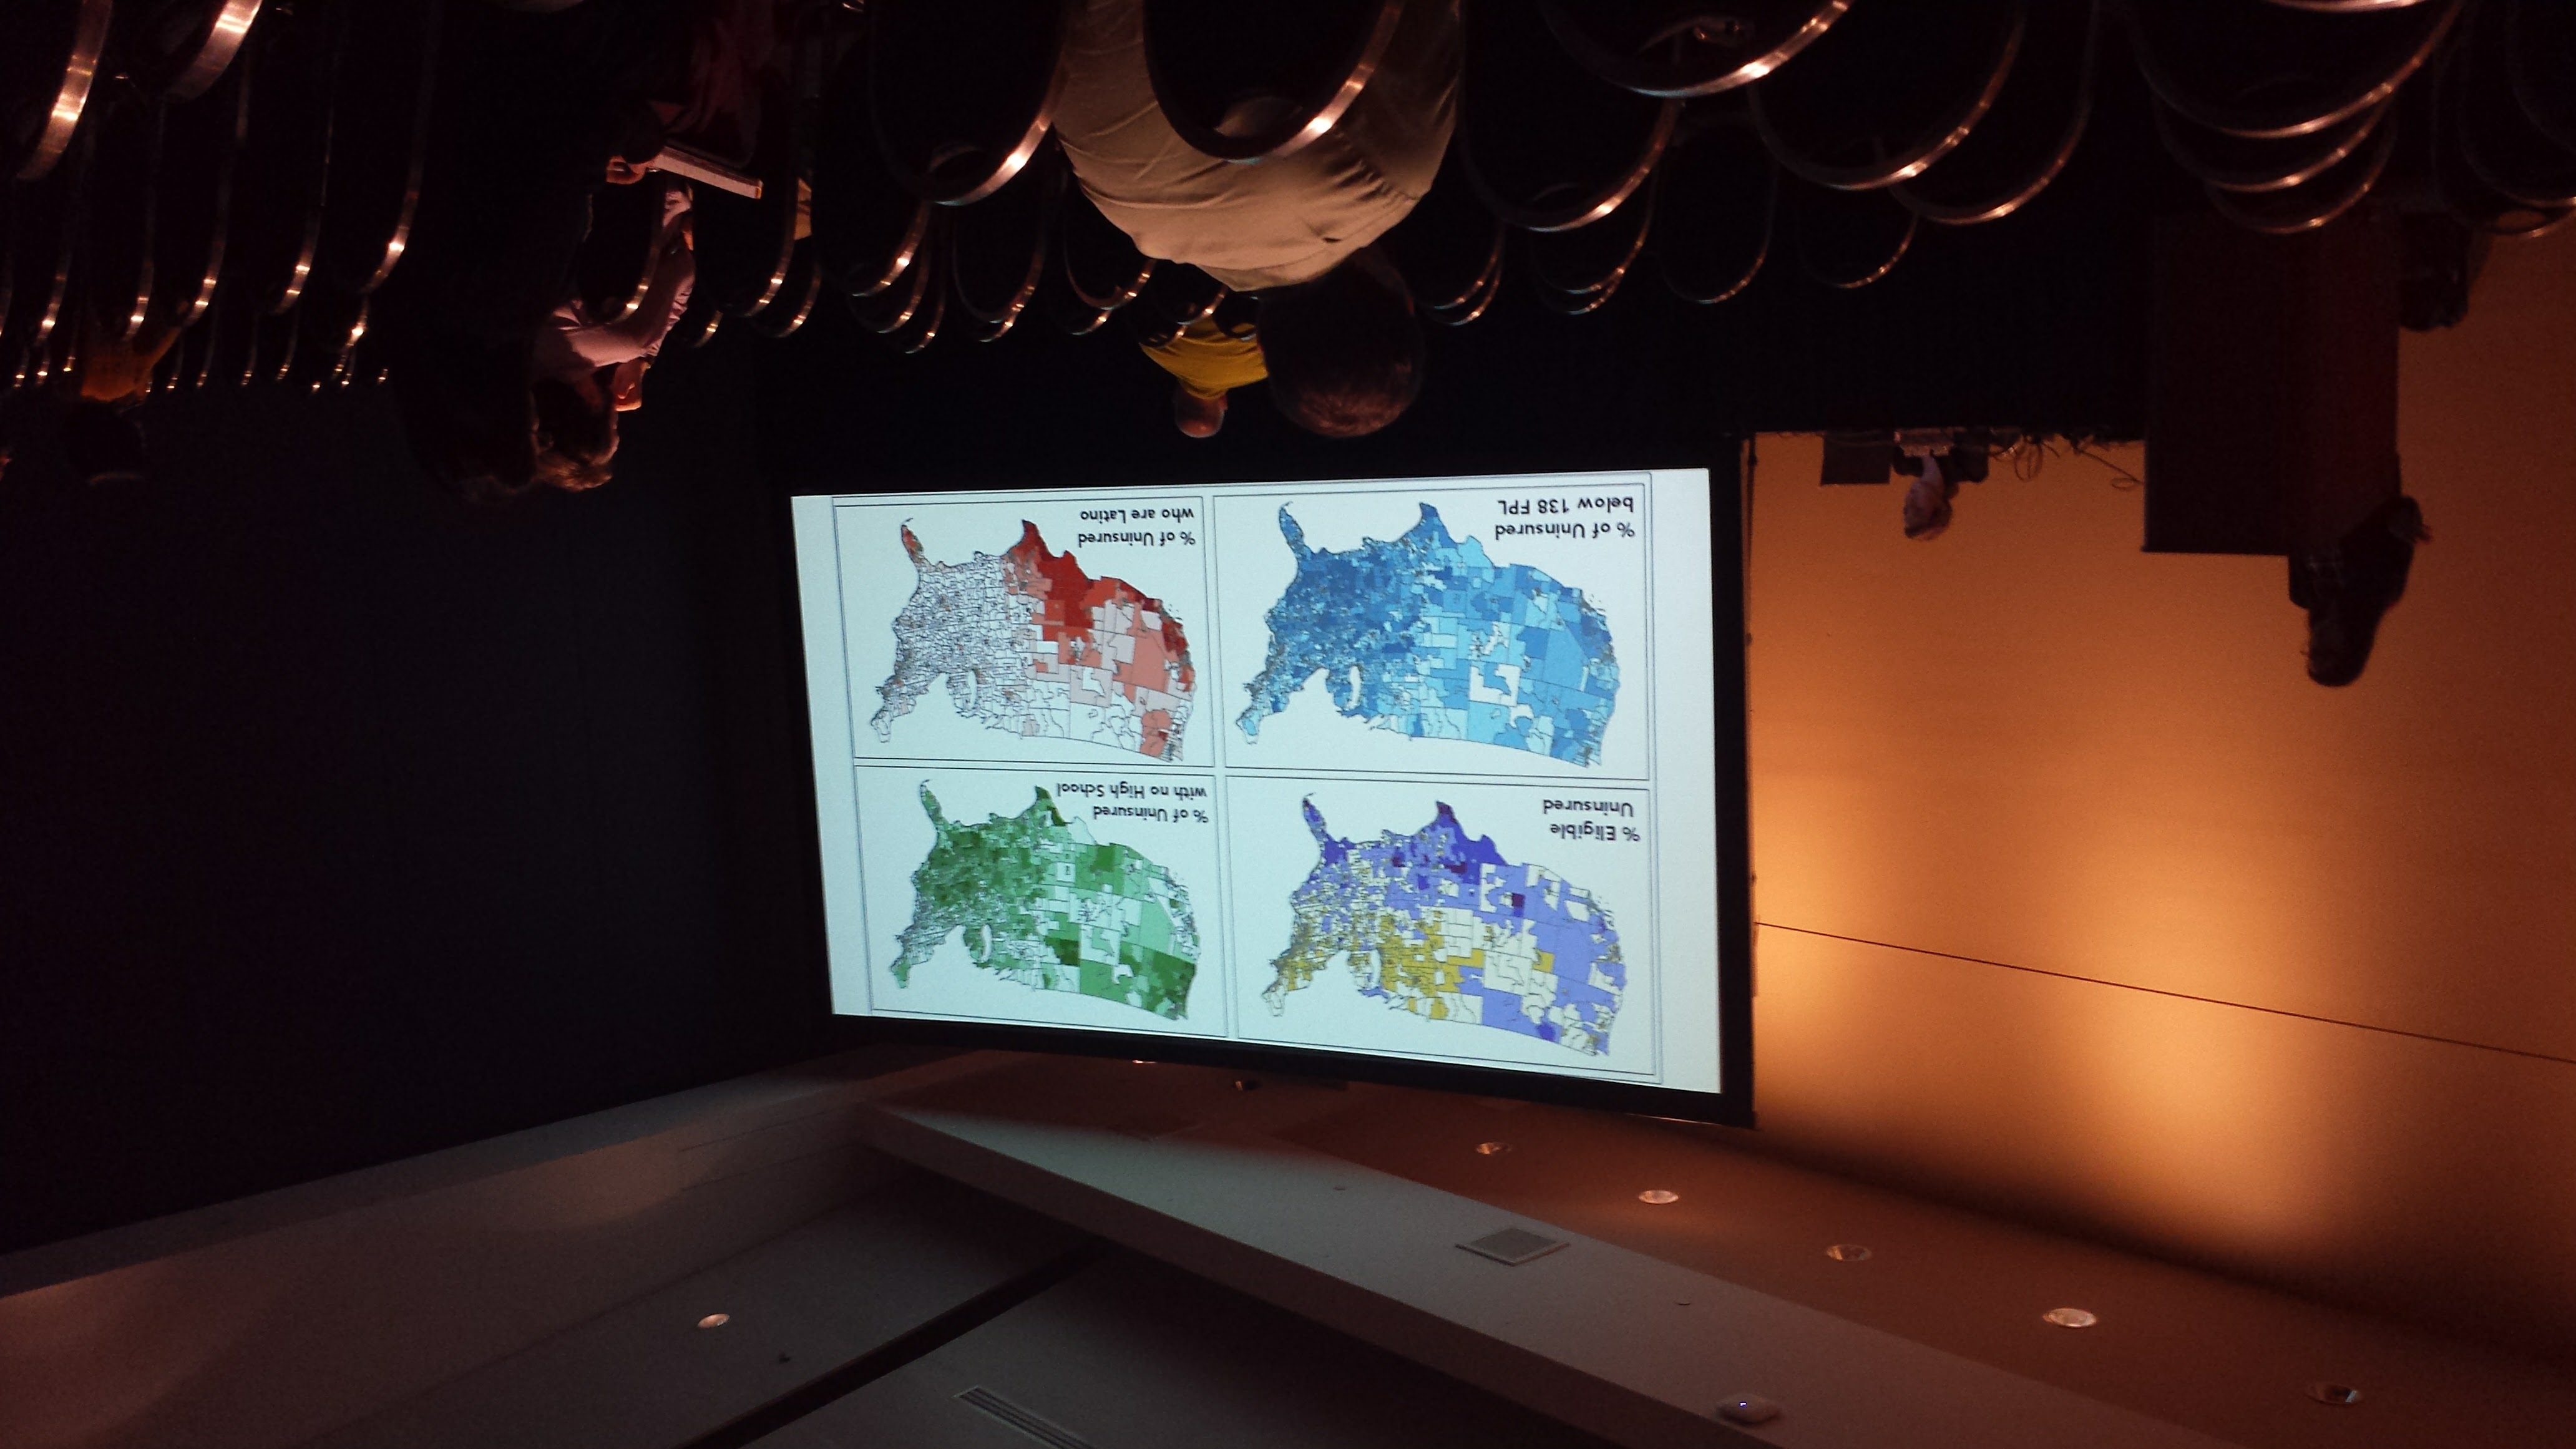 % Eligible
Uninsured
% of Uninsured
with no High School
% of Uninsured
below 138 FPL
% of Uninsured
who are Latino